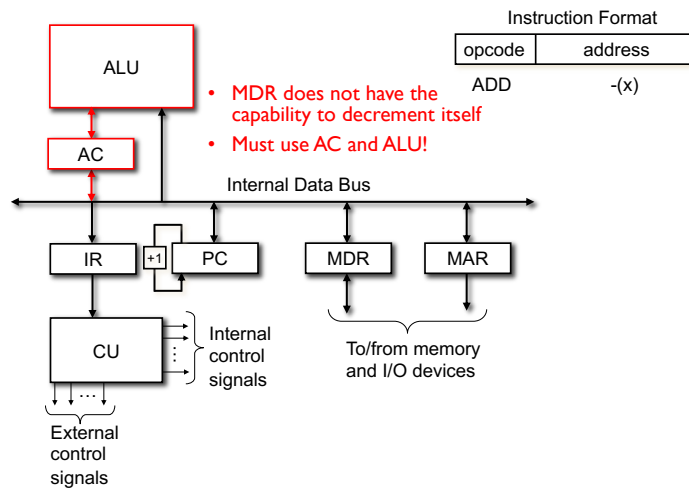 Instruction Format
opcode
address
ADD
-(x)
ALU
• MDR does not have the
capability to decrement itself
• Must use AC and ALU!
AC
Internal Data Bus
IR
+1
PC
MDR
MAR
CU
...
Internal
control
signals
To/from memory
and I/O devices
...
External
control
signals